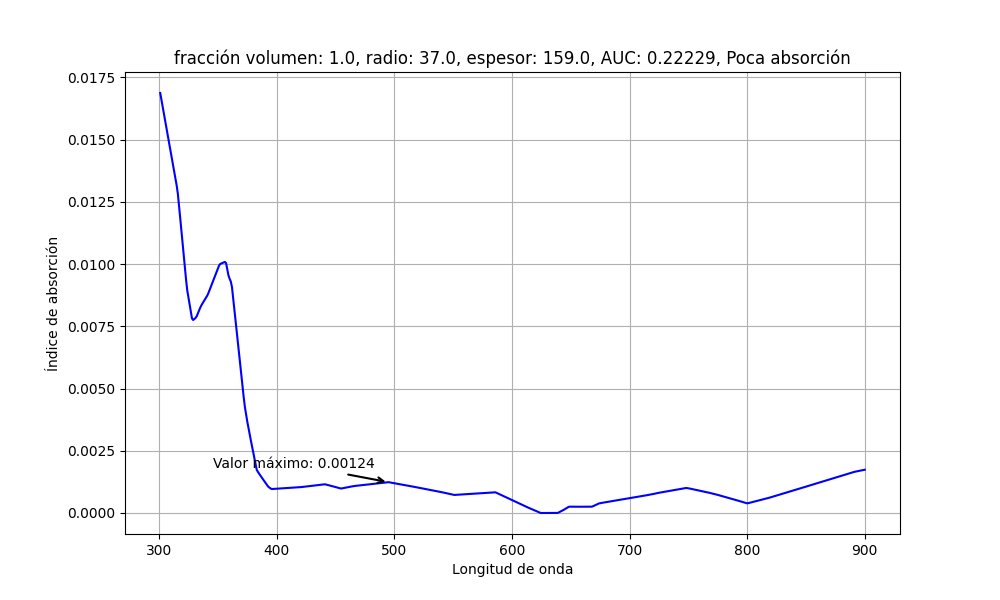 fracción volumen: 1.0, radio: 37.0, espesor: 159.0, AUC: 0.22229, Poca absorción
0.0175
0.0150
0.0125
0.0100
0.0075
0.0050
0.0025
0.0000
Índice de absorción
Valor máximo: 0.00124
300 400 500 600 700 800 900
Longitud de onda